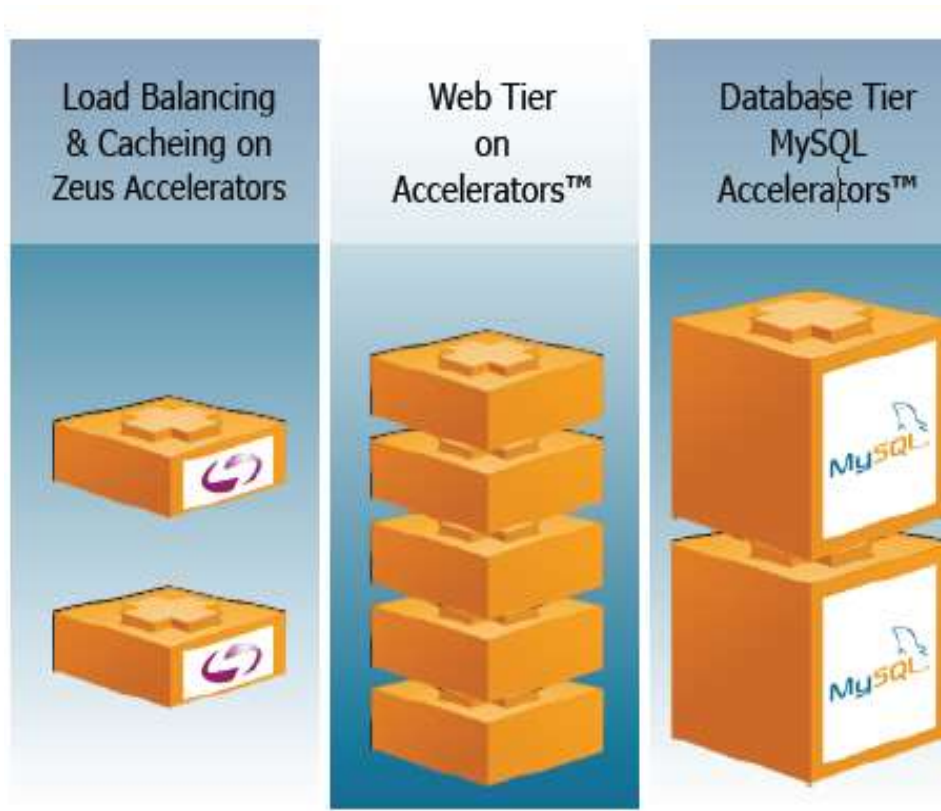 Load Balancing
& Cacheing on
Zeus Accelerators
Web Tier
on
Accelerators™
Database Tier
MySQL
Accelerators™
MySQL
MySQL